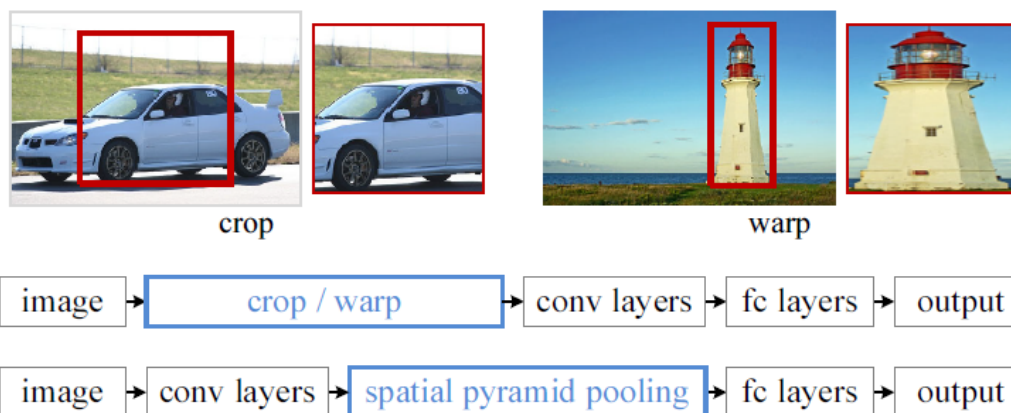 crop
warp
image crop / warp conv layers fc layers output
image conv layers spatial pyramid pooling fc layers output